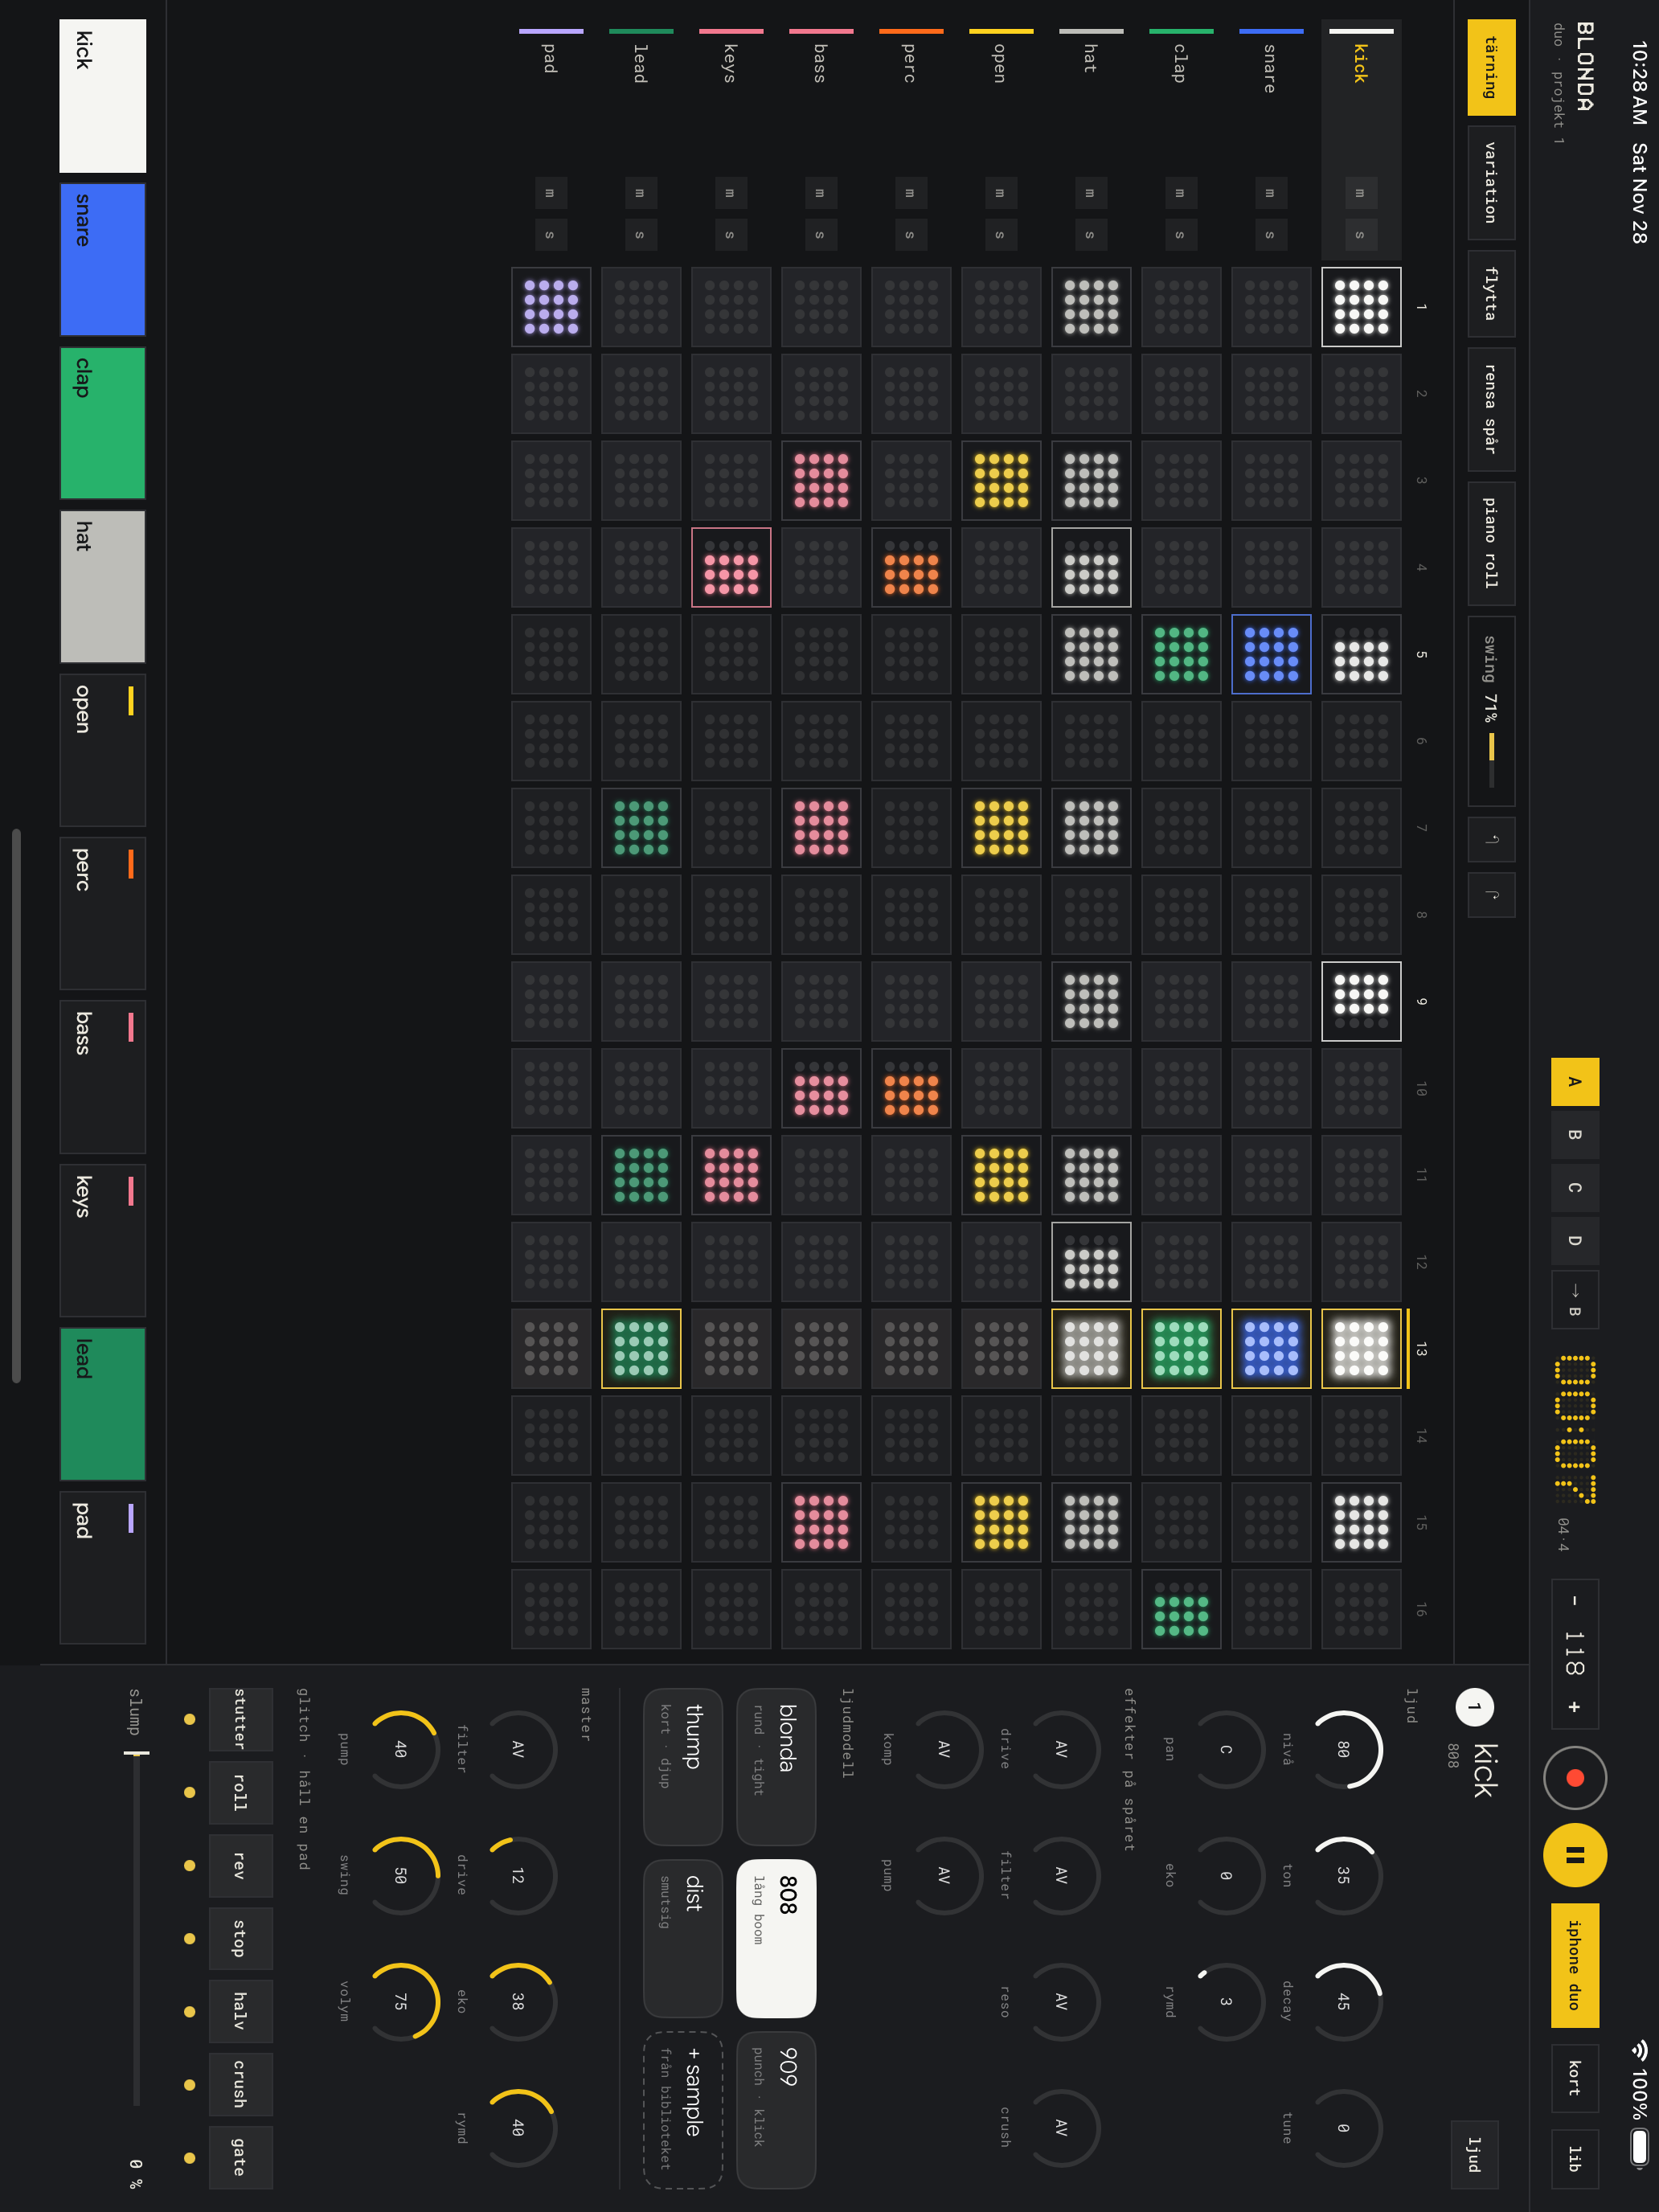 10:28 AM Sat Nov 28
100%
BLONDA
duo · projekt 1
A
B
C
D
→ B
00:07
04·4
− 118 +
iphone duo
kort
lib
tärning
variation
flytta
rensa spår
piano roll
swing 71%
1 2 3 4 5 6 7 8 9 10 11 12 13 14 15 16
kick m s
snare m s
clap m s
hat m s
open m s
perc m s
bass m s
keys m s
lead m s
pad m s
kick
snare
clap
hat
open
perc
bass
keys
lead
pad
1
kick
808
ljud
ljud
80 35 45 0
nivå ton decay tune
C 0 3
pan eko rymd
effekter på spåret
AV AV AV AV
drive filter reso crush
AV AV
komp pump
ljudmodell
blonda
rund · tight
808
lång boom
909
punch · klick
thump
kort · djup
dist
smutsig
+ sample
från biblioteket
master
AV 12 38 40
filter drive eko rymd
40 50 75
pump swing volym
glitch · håll en pad
stutter
roll
rev
stop
halv
crush
gate
slump
0 %